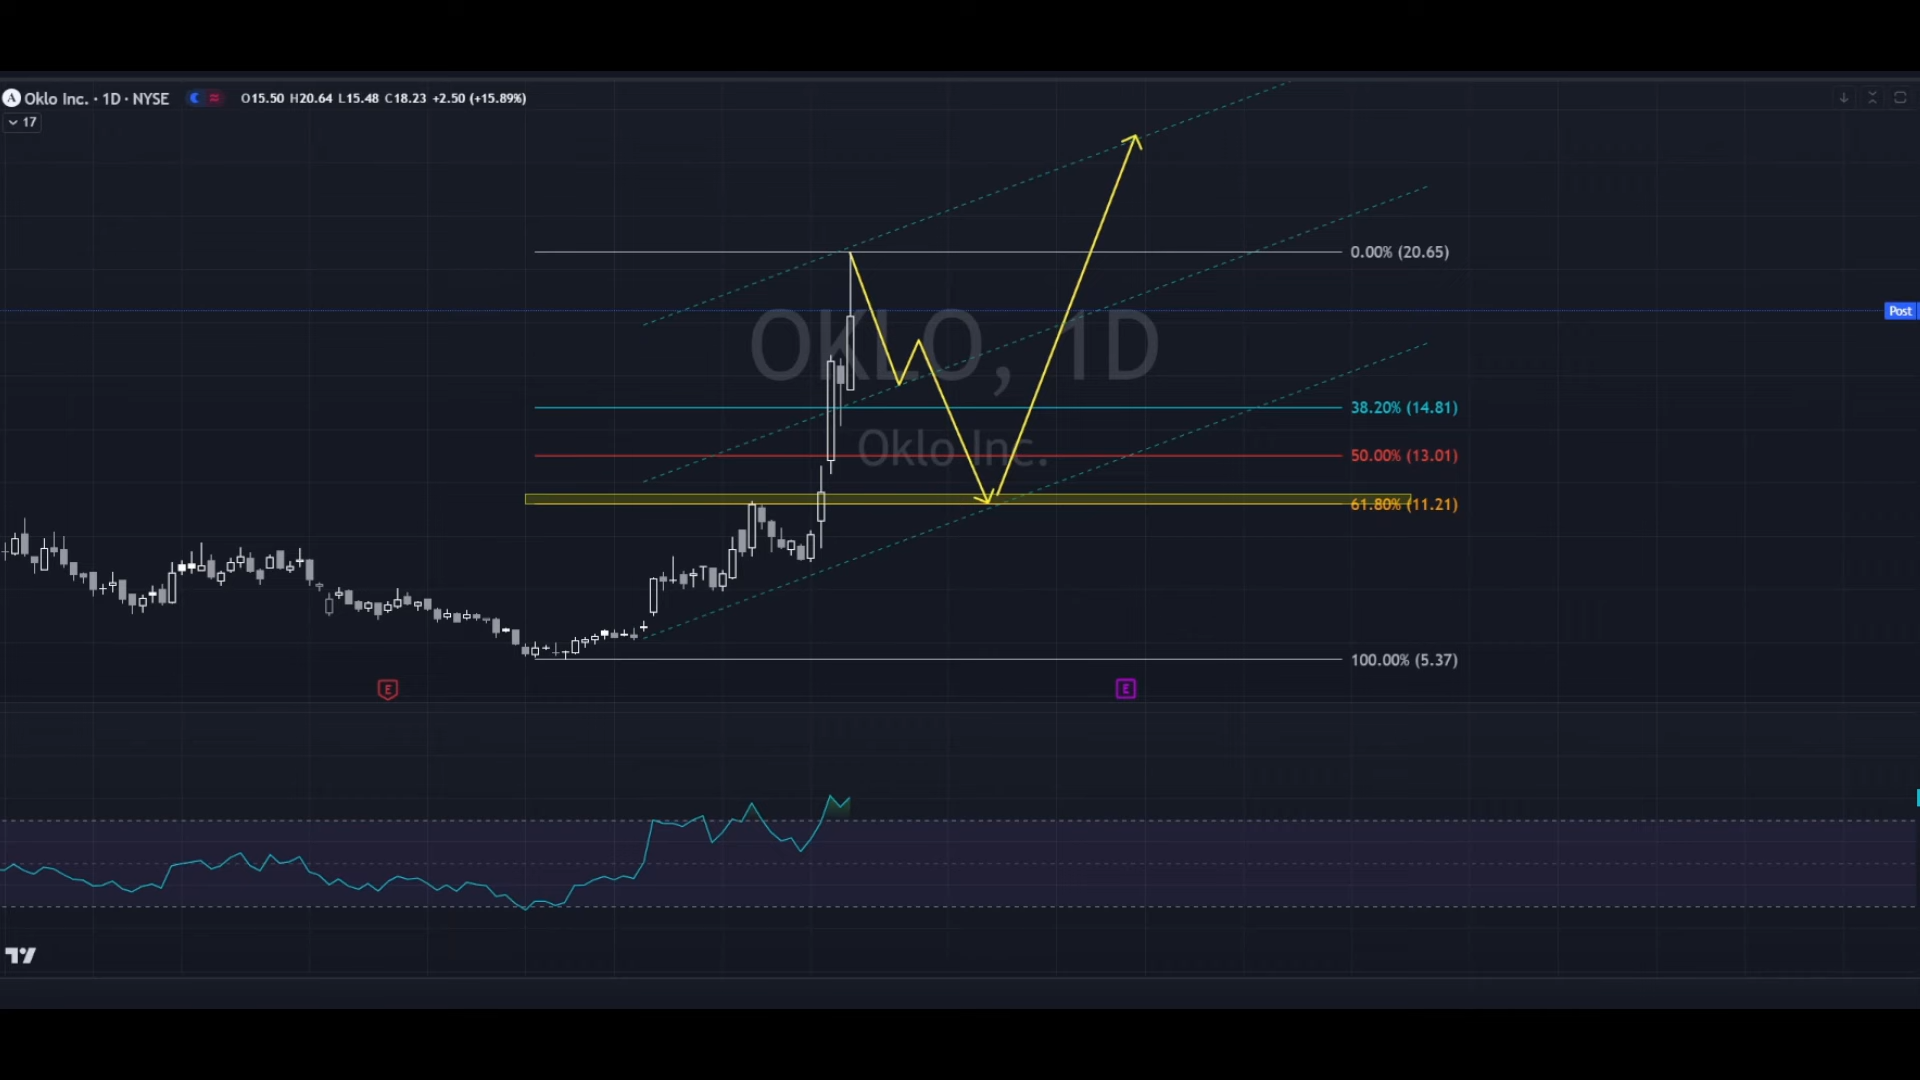 A Oklo Inc. · 1D · NYSE O15.50 H20.64 L15.48 C18.23 +2.50 (+15.89%)
17
0.00% (20.65)
Post
OKLO, 1D
38.20% (14.81)
Oklo Inc.
50.00% (13.01)
61.80% (11.21)
100.00% (5.37)
E E